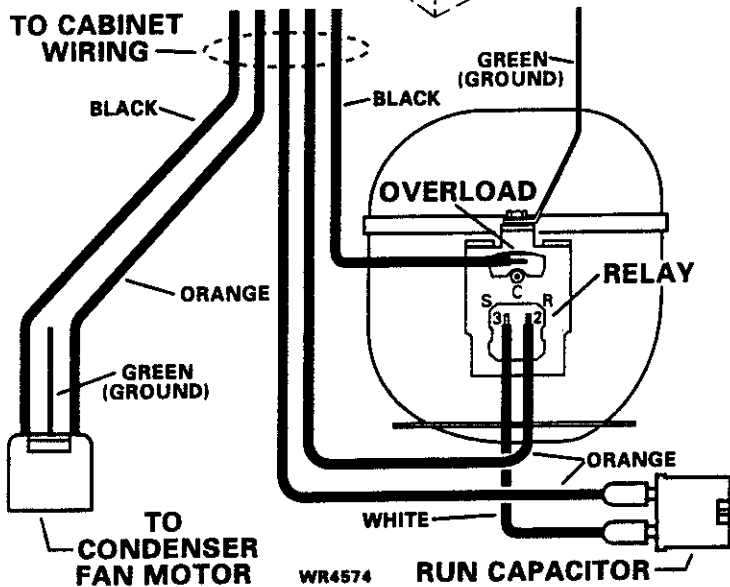 TO CABINET
WIRING
BLACK
BLACK
GREEN
(GROUND)
OVERLOAD
C
RELAY
S
R
3
2
ORANGE
GREEN
(GROUND)
ORANGE
WHITE
TO
CONDENSER
FAN MOTOR
WR4574
RUN CAPACITOR